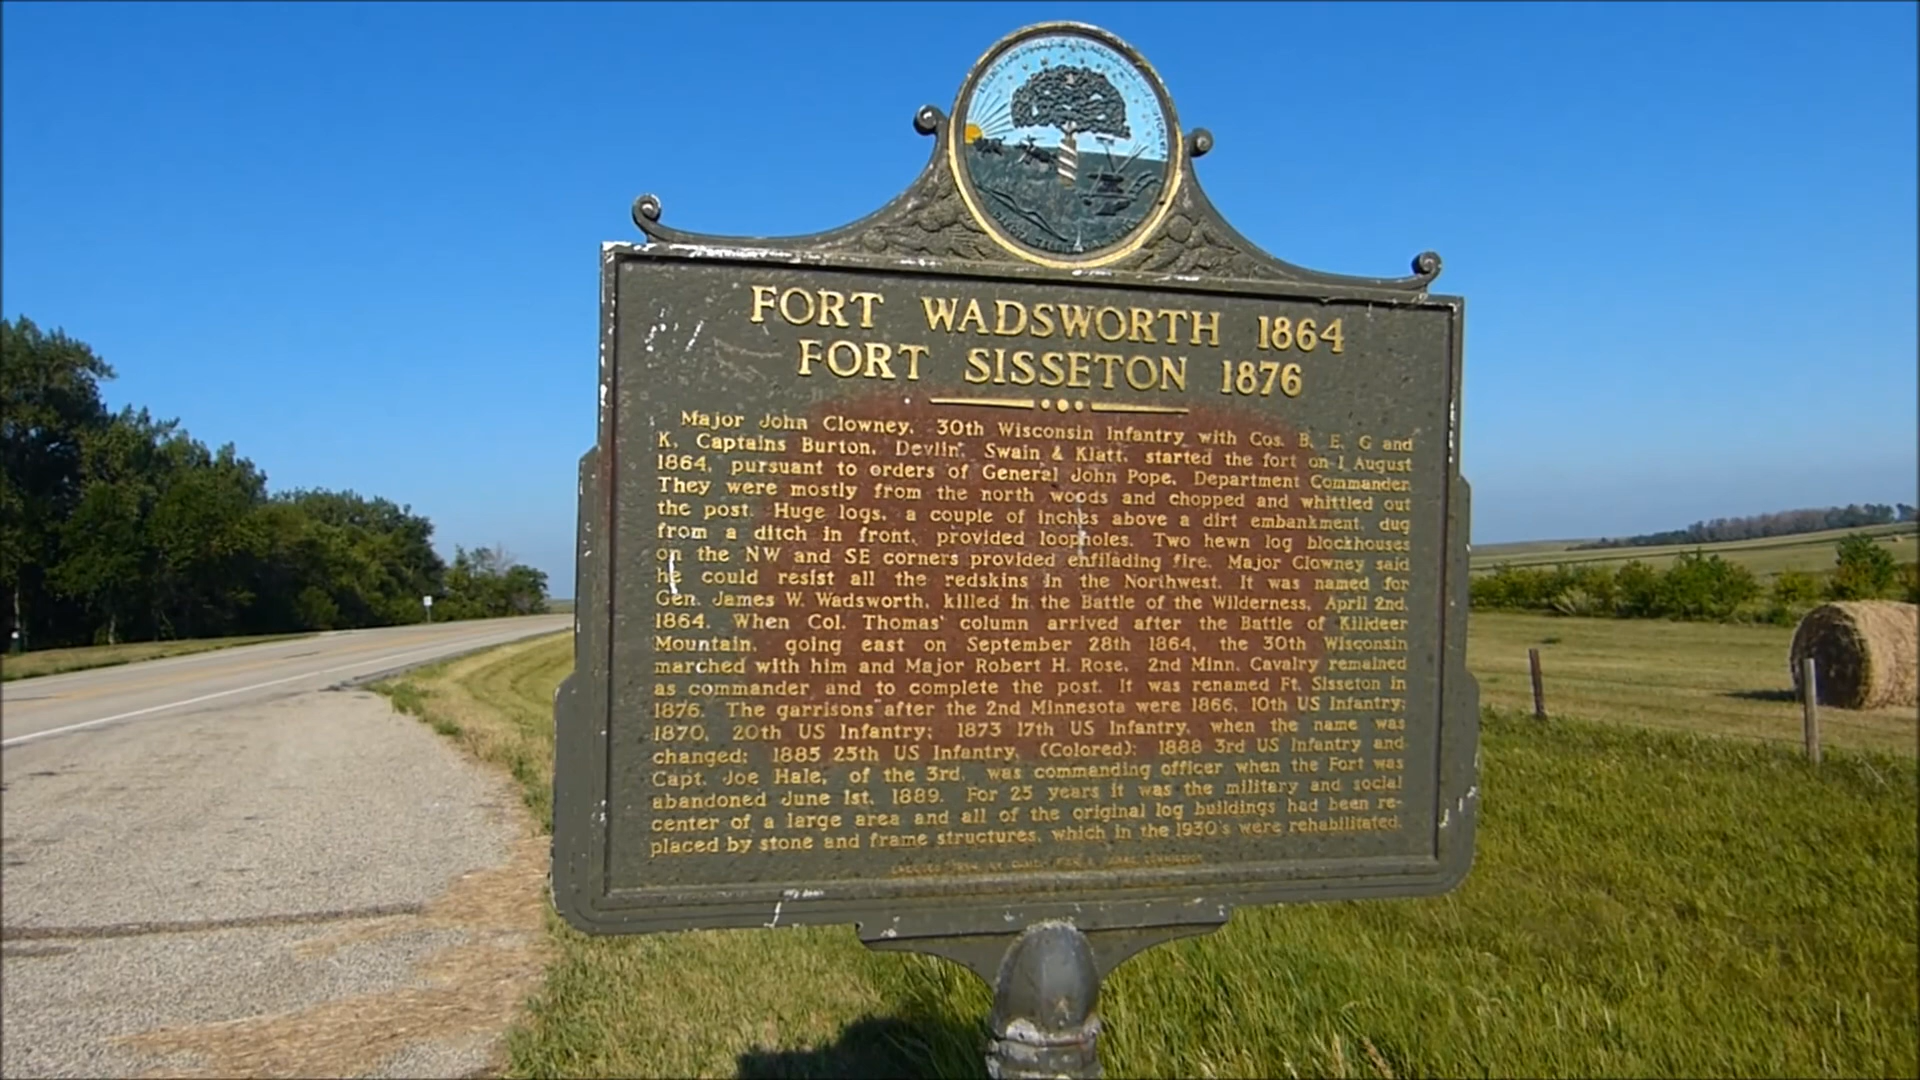 FORT WADSWORTH 1864
FORT SISSETON 1876
Major John Clowney, 30th Wisconsin Infantry with Cos. B, E, G and
K, Captains Burton, Devlin, Swain & Klatt, started the fort on 1 August
1864, pursuant to orders of General John Pope, Department Commander.
They were mostly from the north woods and chopped and whittled out
the post. Huge logs, a couple of inches above a dirt embankment, dug
from a ditch in front, provided loopholes. Two hewn log blockhouses
on the NW and SE corners provided enfilading fire. Major Clowney said
he could resist all the redskins in the Northwest. It was named for
Gen. James W. Wadsworth, killed in the Battle of the Wilderness, April 2nd,
1864. When Col. Thomas' column arrived after the Battle of Killdeer
Mountain, going east on September 28th 1864, the 30th Wisconsin
marched with him and Major Robert H. Rose, 2nd Minn. Cavalry remained
as commander and to complete the post. It was renamed Ft. Sisseton in
1876. The garrisons after the 2nd Minnesota were 1866, 10th US Infantry;
1870, 20th US Infantry; 1873 17th US Infantry, when the name was
changed; 1885 25th US Infantry, (Colored); 1888 3rd US Infantry and
Capt. Joe Hale, of the 3rd, was commanding officer when the Fort was
abandoned June 1st, 1889. For 25 years it was the military and social
center of a large area and all of the original log buildings had been re-
placed by stone and frame structures, which in the 1930's were rehabilitated.